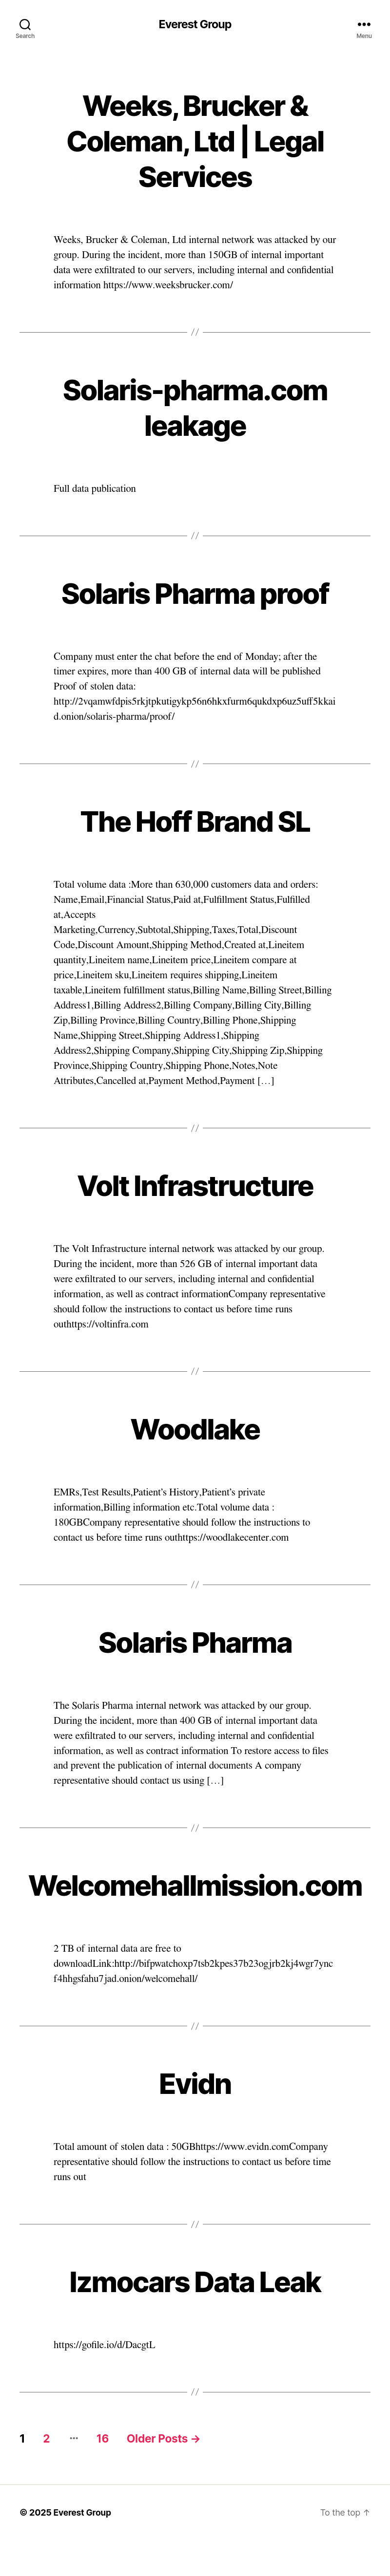 Everest Group
Search
Menu
Weeks, Brucker &
Coleman, Ltd | Legal
Services
Weeks, Brucker & Coleman, Ltd internal network was attacked by our
group. During the incident, more than 150GB of internal important
data were exfiltrated to our servers, including internal and confidential
information https://www.weeksbrucker.com/
//
Solaris-pharma.com
leakage
Full data publication
//
Solaris Pharma proof
Company must enter the chat before the end of Monday; after the
timer expires, more than 400 GB of internal data will be published
Proof of stolen data:
http://2vqamwfdpis5rkjtpkutigykp56n6hkxfurm6qukdxp6uz5uff5kkai
d.onion/solaris-pharma/proof/
//
The Hoff Brand SL
Total volume data :More than 630,000 customers data and orders:
Name,Email,Financial Status,Paid at,Fulfillment Status,Fulfilled
at,Accepts
Marketing,Currency,Subtotal,Shipping,Taxes,Total,Discount
Code,Discount Amount,Shipping Method,Created at,Lineitem
quantity,Lineitem name,Lineitem price,Lineitem compare at
price,Lineitem sku,Lineitem requires shipping,Lineitem
taxable,Lineitem fulfillment status,Billing Name,Billing Street,Billing
Address1,Billing Address2,Billing Company,Billing City,Billing
Zip,Billing Province,Billing Country,Billing Phone,Shipping
Name,Shipping Street,Shipping Address1,Shipping
Address2,Shipping Company,Shipping City,Shipping Zip,Shipping
Province,Shipping Country,Shipping Phone,Notes,Note
Attributes,Cancelled at,Payment Method,Payment […]
//
Volt Infrastructure
The Volt Infrastructure internal network was attacked by our group.
During the incident, more than 526 GB of internal important data
were exfiltrated to our servers, including internal and confidential
information, as well as contract informationCompany representative
should follow the instructions to contact us before time runs
outhttps://voltinfra.com
//
Woodlake
EMRs,Test Results,Patient’s History,Patient’s private
information,Billing information etc.Total volume data :
180GBCompany representative should follow the instructions to
contact us before time runs outhttps://woodlakecenter.com
//
Solaris Pharma
The Solaris Pharma internal network was attacked by our group.
During the incident, more than 400 GB of internal important data
were exfiltrated to our servers, including internal and confidential
information, as well as contract information To restore access to files
and prevent the publication of internal documents A company
representative should contact us using […]
//
Welcomehallmission.com
2 TB of internal data are free to
downloadLink:http://bifpwatchoxp7tsb2kpes37b23ogjrb2kj4wgr7ync
f4hhgsfahu7jad.onion/welcomehall/
//
Evidn
Total amount of stolen data : 50GBhttps://www.evidn.comCompany
representative should follow the instructions to contact us before time
runs out
//
Izmocars Data Leak
https://gofile.io/d/DacgtL
//
1 2 … 16 Older Posts →
© 2025 Everest Group
To the top ↑